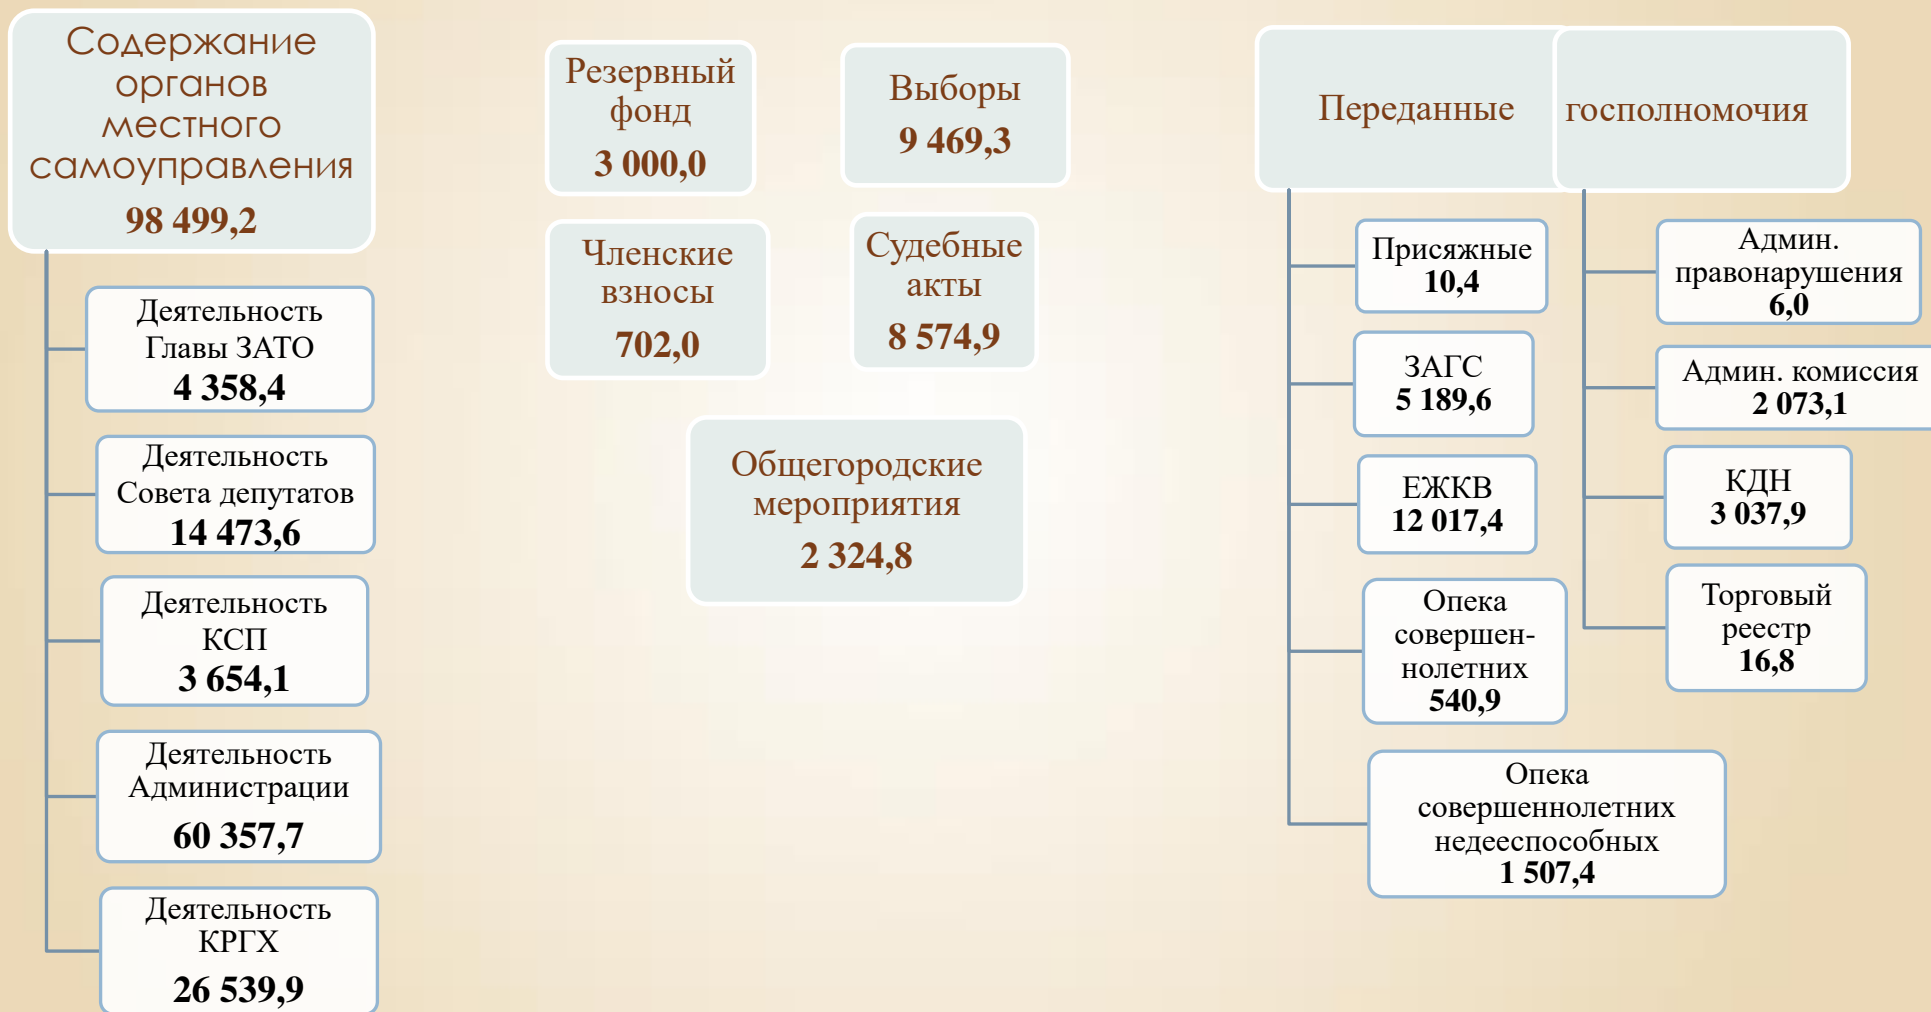 Содержание
органов
местного
самоуправления
98 499,2
Деятельность
Главы ЗАТО
4 358,4
Деятельность
Совета депутатов
14 473,6
Деятельность
КСП
3 654,1
Деятельность
Администрации
60 357,7
Деятельность
КРГХ
26 539,9
Резервный
фонд
3 000,0
Выборы
9 469,3
Членские
взносы
702,0
Судебные
акты
8 574,9
Общегородские
мероприятия
2 324,8
Переданные госполномочия
Присяжные
10,4
ЗАГС
5 189,6
ЕЖКВ
12 017,4
Опека
совершен-
нолетних
540,9
Опека
совершеннолетних
недееспособных
1 507,4
Админ.
правонарушения
6,0
Админ. комиссия
2 073,1
КДН
3 037,9
Торговый
реестр
16,8